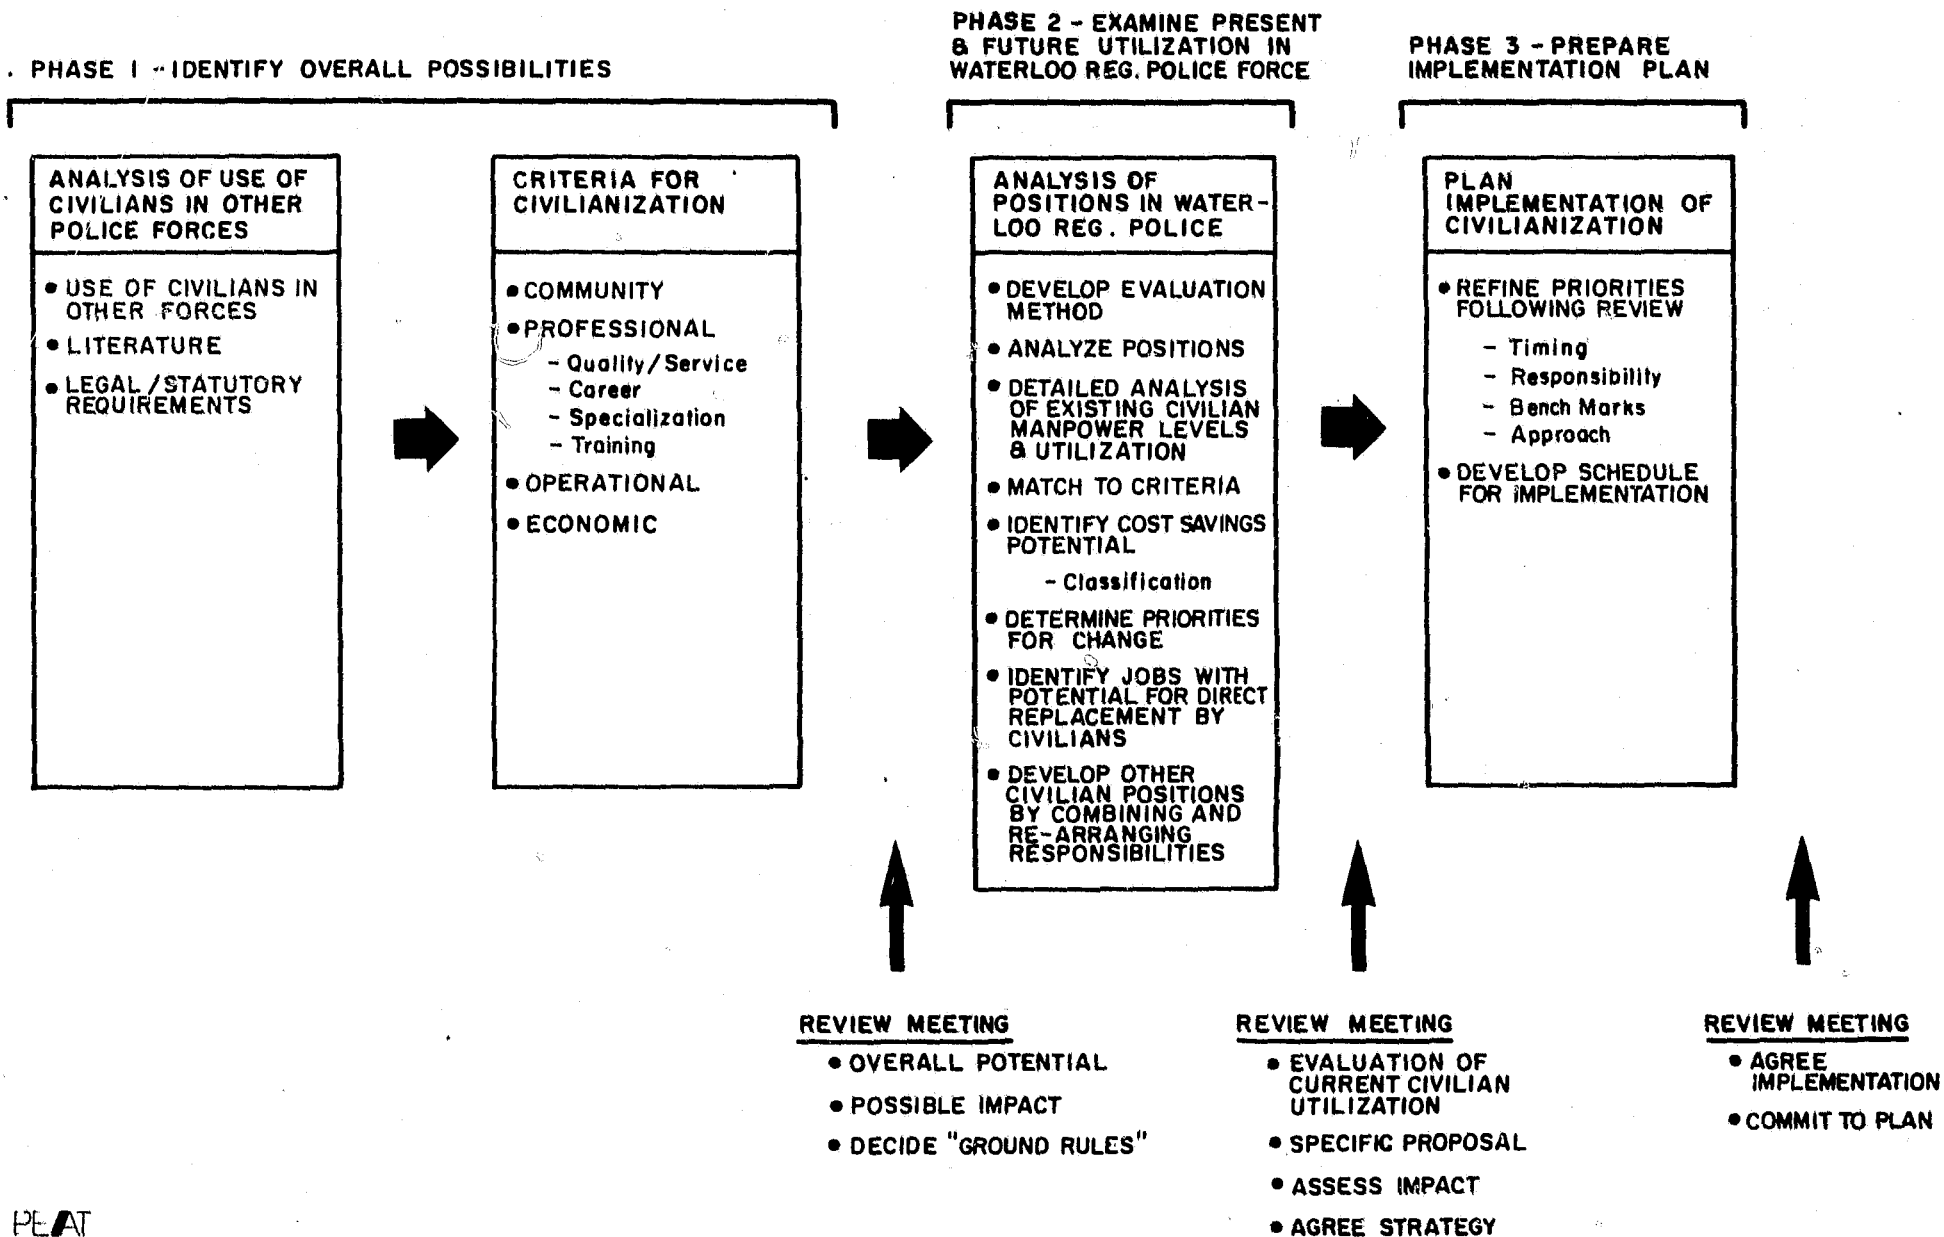 PHASE 1 - IDENTIFY OVERALL POSSIBILITIES
PHASE 2 - EXAMINE PRESENT
& FUTURE UTILIZATION IN
WATERLOO REG. POLICE FORCE
PHASE 3 - PREPARE
IMPLEMENTATION PLAN
ANALYSIS OF USE OF
CIVILIANS IN OTHER
POLICE FORCES
• USE OF CIVILIANS IN
OTHER FORCES
• LITERATURE
• LEGAL/STATUTORY
REQUIREMENTS
CRITERIA FOR
CIVILIANIZATION
• COMMUNITY
• PROFESSIONAL
- Quality/Service
- Career
- Specialization
- Training
• OPERATIONAL
• ECONOMIC
ANALYSIS OF
POSITIONS IN WATER-
LOO REG. POLICE
• DEVELOP EVALUATION
METHOD
• ANALYZE POSITIONS
• DETAILED ANALYSIS
OF EXISTING CIVILIAN
MANPOWER LEVELS
& UTILIZATION
• MATCH TO CRITERIA
• IDENTIFY COST SAVINGS
POTENTIAL
- Classification
• DETERMINE PRIORITIES
FOR CHANGE
• IDENTIFY JOBS WITH
POTENTIAL FOR DIRECT
REPLACEMENT BY
CIVILIANS
• DEVELOP OTHER
CIVILIAN POSITIONS
BY COMBINING AND
RE-ARRANGING
RESPONSIBILITIES
PLAN
IMPLEMENTATION OF
CIVILIANIZATION
• REFINE PRIORITIES
FOLLOWING REVIEW
- Timing
- Responsibility
- Bench Marks
- Approach
• DEVELOP SCHEDULE
FOR IMPLEMENTATION
REVIEW MEETING
• OVERALL POTENTIAL
• POSSIBLE IMPACT
• DECIDE "GROUND RULES"
REVIEW MEETING
• EVALUATION OF
CURRENT CIVILIAN
UTILIZATION
• SPECIFIC PROPOSAL
• ASSESS IMPACT
• AGREE STRATEGY
REVIEW MEETING
• AGREE
IMPLEMENTATION
• COMMIT TO PLAN
PEAT